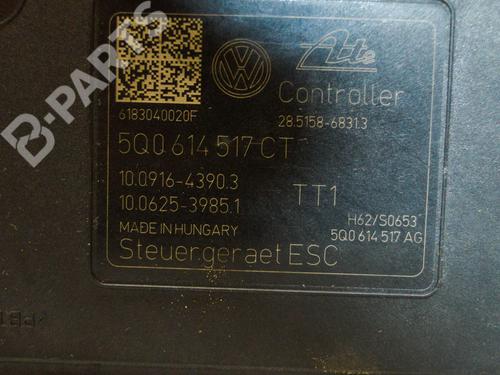 B-PARTS
Ate
Controller
6183040020F
28.5158-6831.3
5Q0 614 517 CT
10.0916-4390.3
TT1
10.0625-3985.1
H62/S0653
MADE IN HUNGARY
5Q0 614 517 AG
Steuergeraet ESC